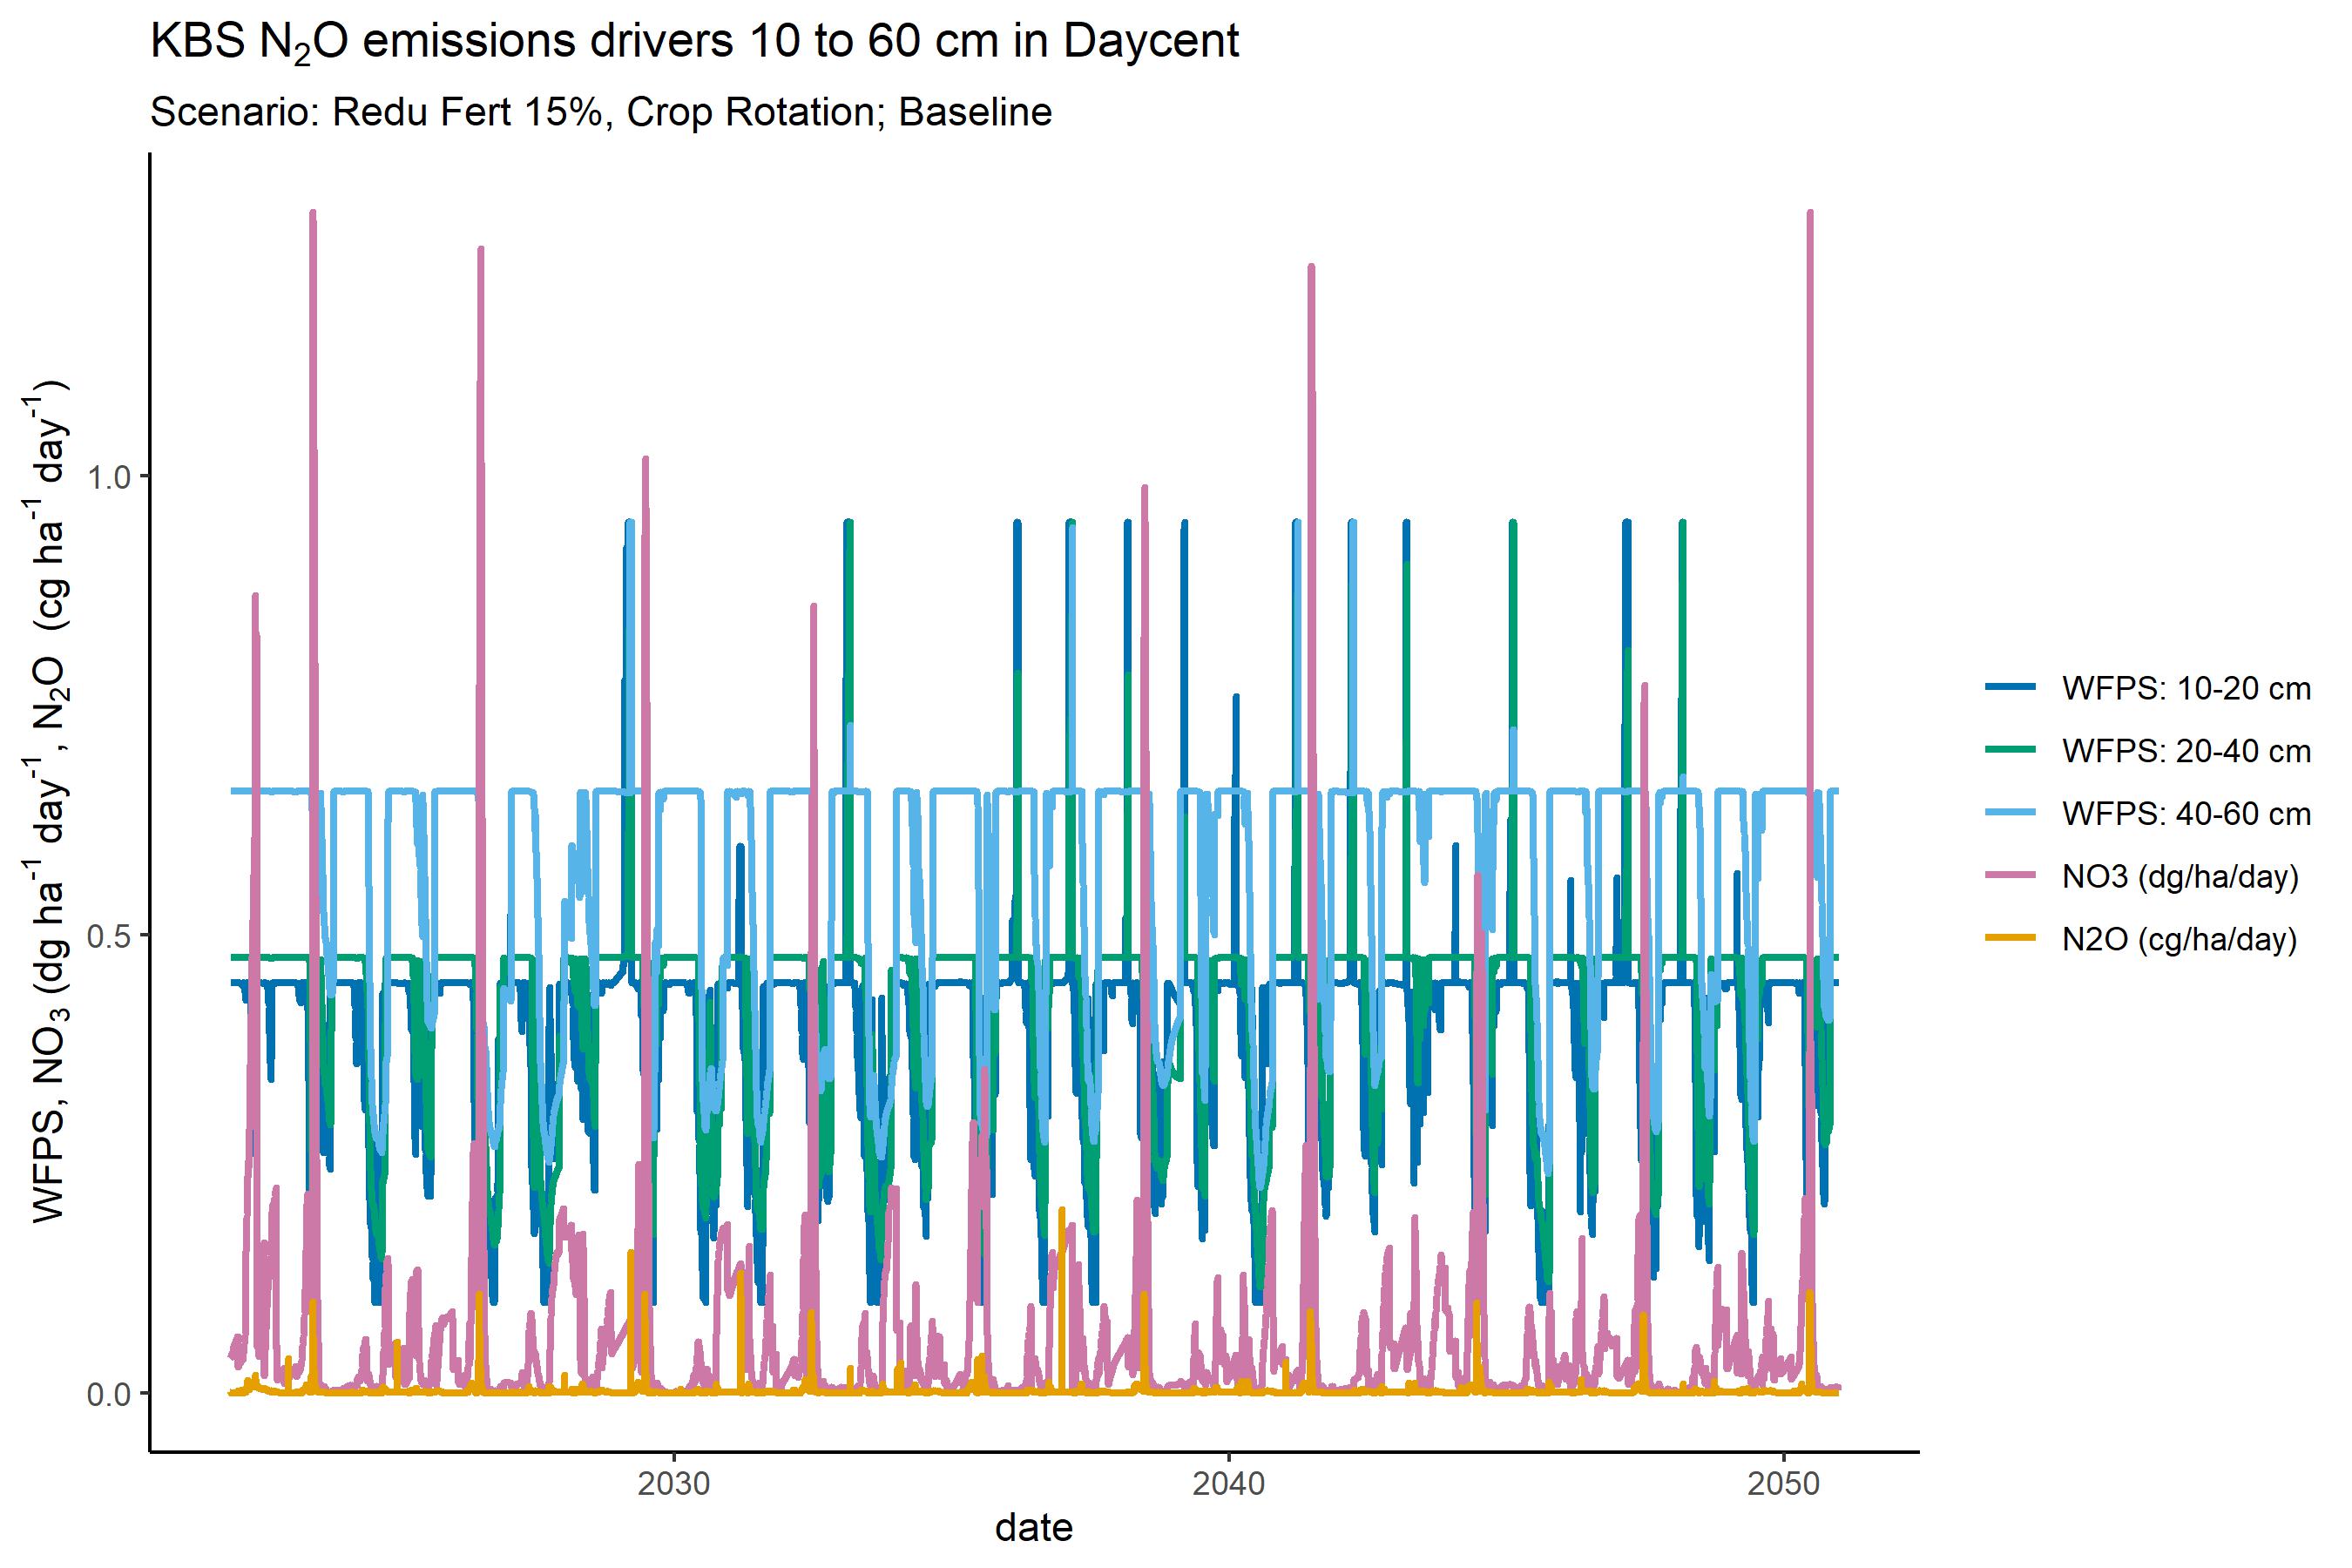 KBS N₂O emissions drivers 10 to 60 cm in Daycent
Scenario: Redu Fert 15%, Crop Rotation; Baseline
WFPS, NO₃ (dg ha⁻¹ day⁻¹, N₂O (cg ha⁻¹ day⁻¹)
1.0
0.5
0.0
2030
2040
2050
date
WFPS: 10-20 cm
WFPS: 20-40 cm
WFPS: 40-60 cm
NO3 (dg/ha/day)
N2O (cg/ha/day)